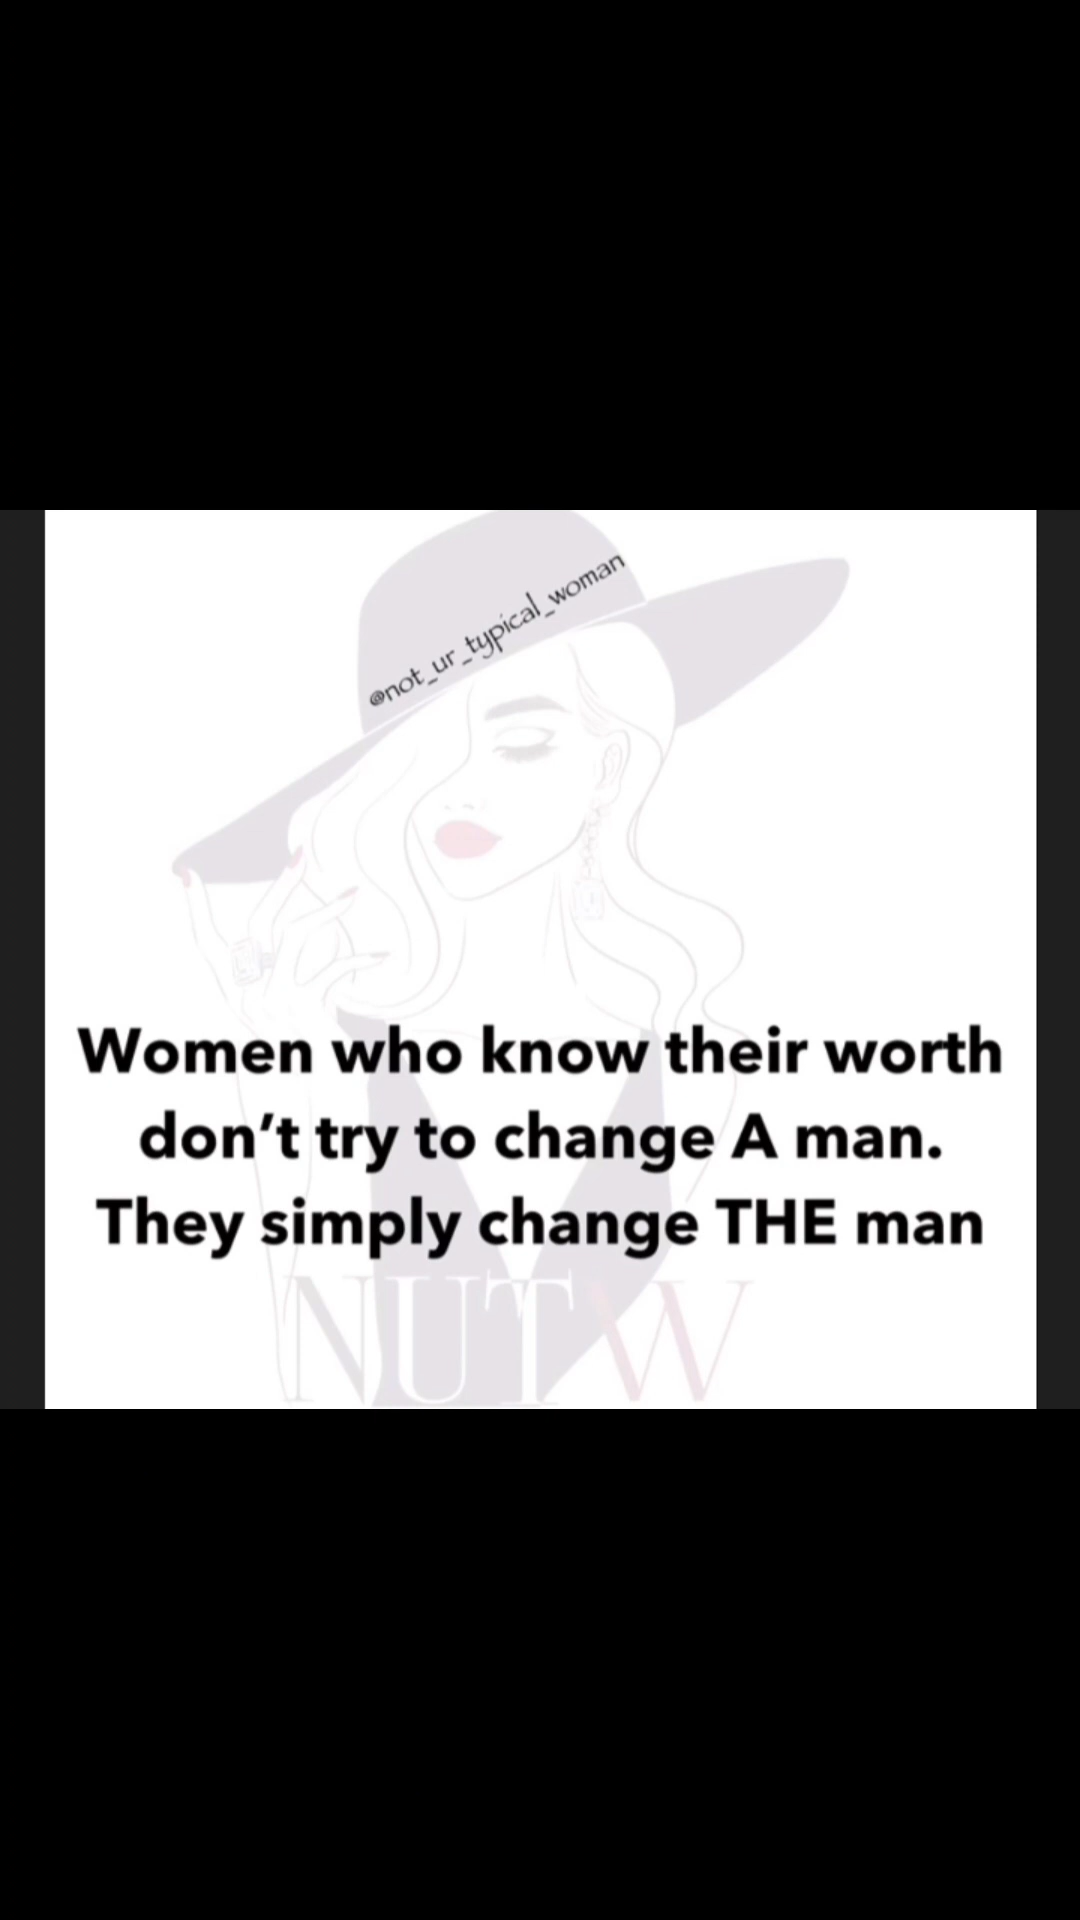 @not_ur_typical_woman
Women who know their worth
don’t try to change A man.
They simply change THE man
NUTW